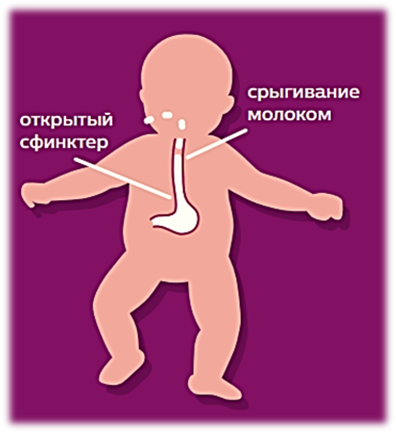 срыгивание
молоком
открытый
сфинктер